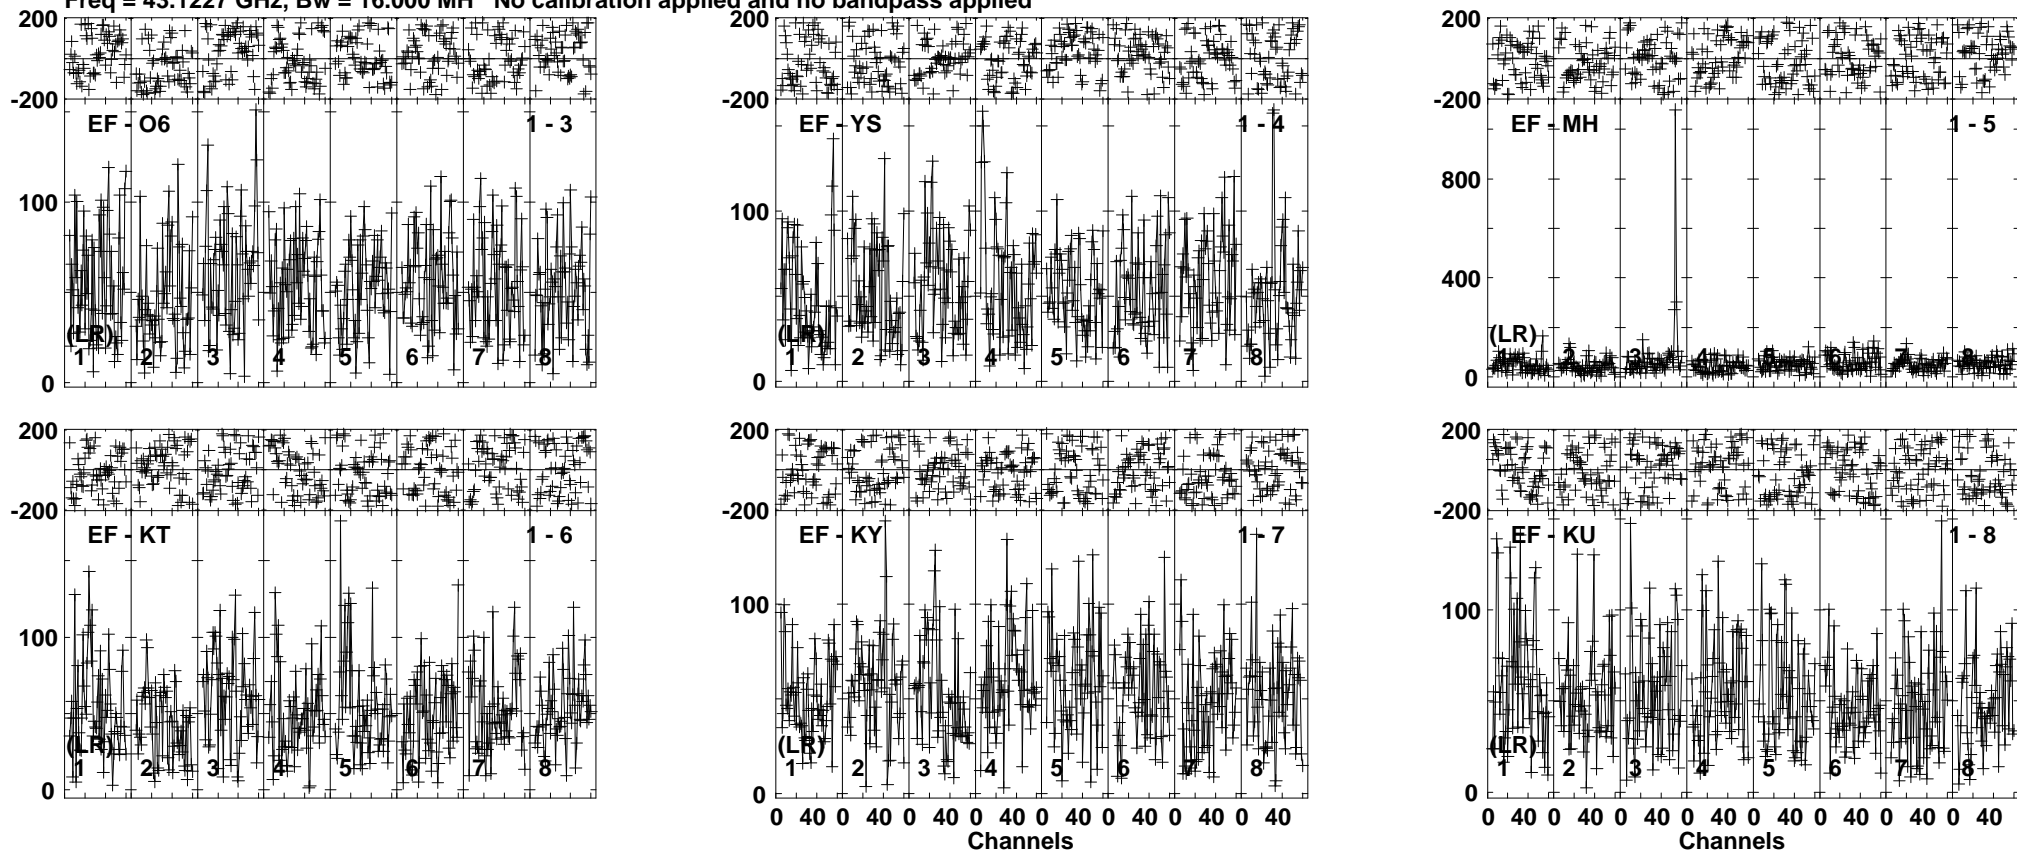 Freq = 43.1227 GHz, Bw = 16.000 MH No calibration applied and no bandpass applied
200 200 200
-200 -200 -200
EF - O6 1 - 3 EF - YS 1 - 4 EF - MH 1 - 5
800
100 100
400
(LR) (LR) (LR)
1 2 3 4 5 6 7 8 1 2 3 4 5 6 7 8 1 2 3 4 5 6 7 8
0 0 0
200 200 200
-200 -200 -200
EF - KT 1 - 6 EF - KY 1 - 7 EF - KU 1 - 8
100 100 100
(LR) (LR) (LR)
1 2 3 4 5 6 7 8 1 2 3 4 5 6 7 8 1 2 3 4 5 6 7 8
0 0 0
0 40 0 40 0 40 0 40 0 40 0 40 0 40 0 40 0 40 0 40 0 40 0 40 0 40 0 40 0 40 0 40
Channels Channels